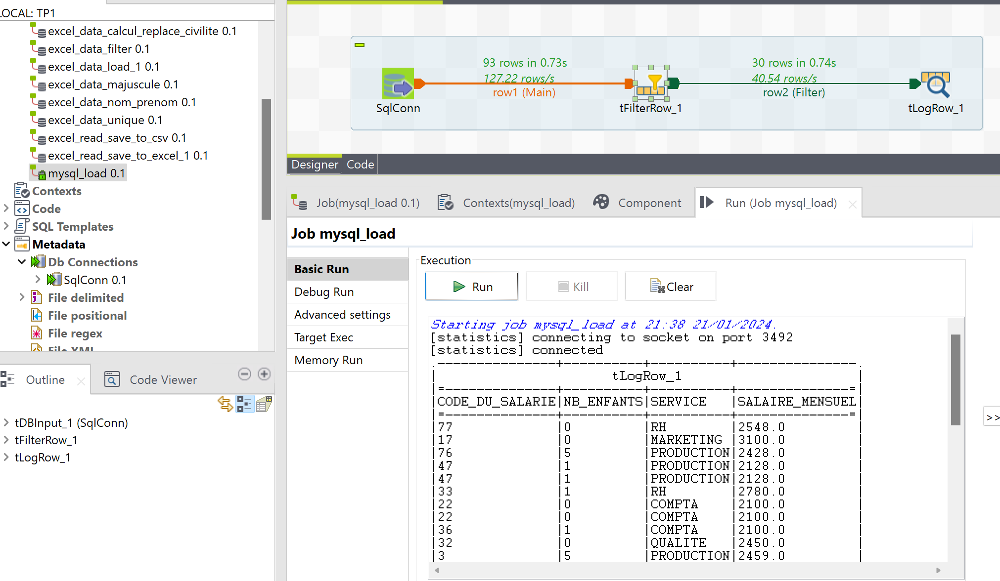 LOCAL: TP1
excel_data_calcul_replace_civilite 0.1
excel_data_filter 0.1
excel_data_load_1 0.1
excel_data_majuscule 0.1
excel_data_nom_prenom 0.1
excel_data_unique 0.1
excel_read_save_to_csv 0.1
excel_read_save_to_excel_1 0.1
mysql_load 0.1
Contexts
Code
SQL Templates
Metadata
Db Connections
SqlConn 0.1
File delimited
File positional
File regex
File XML
Outline
Code Viewer
tDBInput_1 (SqlConn)
tFilterRow_1
tLogRow_1
93 rows in 0.73s
127.22 rows/s
row1 (Main)
30 rows in 0.74s
40.54 rows/s
row2 (Filter)
SqlConn
tFilterRow_1
tLogRow_1
Designer
Code
Job(mysql_load 0.1)
Contexts(mysql_load)
Component
Run (Job mysql_load)
Job mysql_load
Basic Run
Debug Run
Advanced settings
Target Exec
Memory Run
Execution
Run
Kill
Clear
Starting job mysql_load at 21:38 21/01/2024.
[statistics] connecting to socket on port 3492
[statistics] connected
.---------------+----------+----------+---------------.
|                      tLogRow_1                      |
|=--------------+----------+----------+--------------=|
|CODE_DU_SALARIE|NB_ENFANTS|SERVICE   |SALAIRE_MENSUEL|
|=--------------+----------+----------+--------------=|
|77             |0         |RH        |2548.0         |
|17             |0         |MARKETING |3100.0         |
|76             |5         |PRODUCTION|2428.0         |
|47             |1         |PRODUCTION|2128.0         |
|47             |1         |PRODUCTION|2128.0         |
|33             |1         |RH        |2780.0         |
|22             |0         |COMPTA    |2100.0         |
|22             |0         |COMPTA    |2100.0         |
|36             |1         |COMPTA    |2100.0         |
|32             |0         |QUALITE   |2450.0         |
|3              |5         |PRODUCTION|2459.0         |
>>